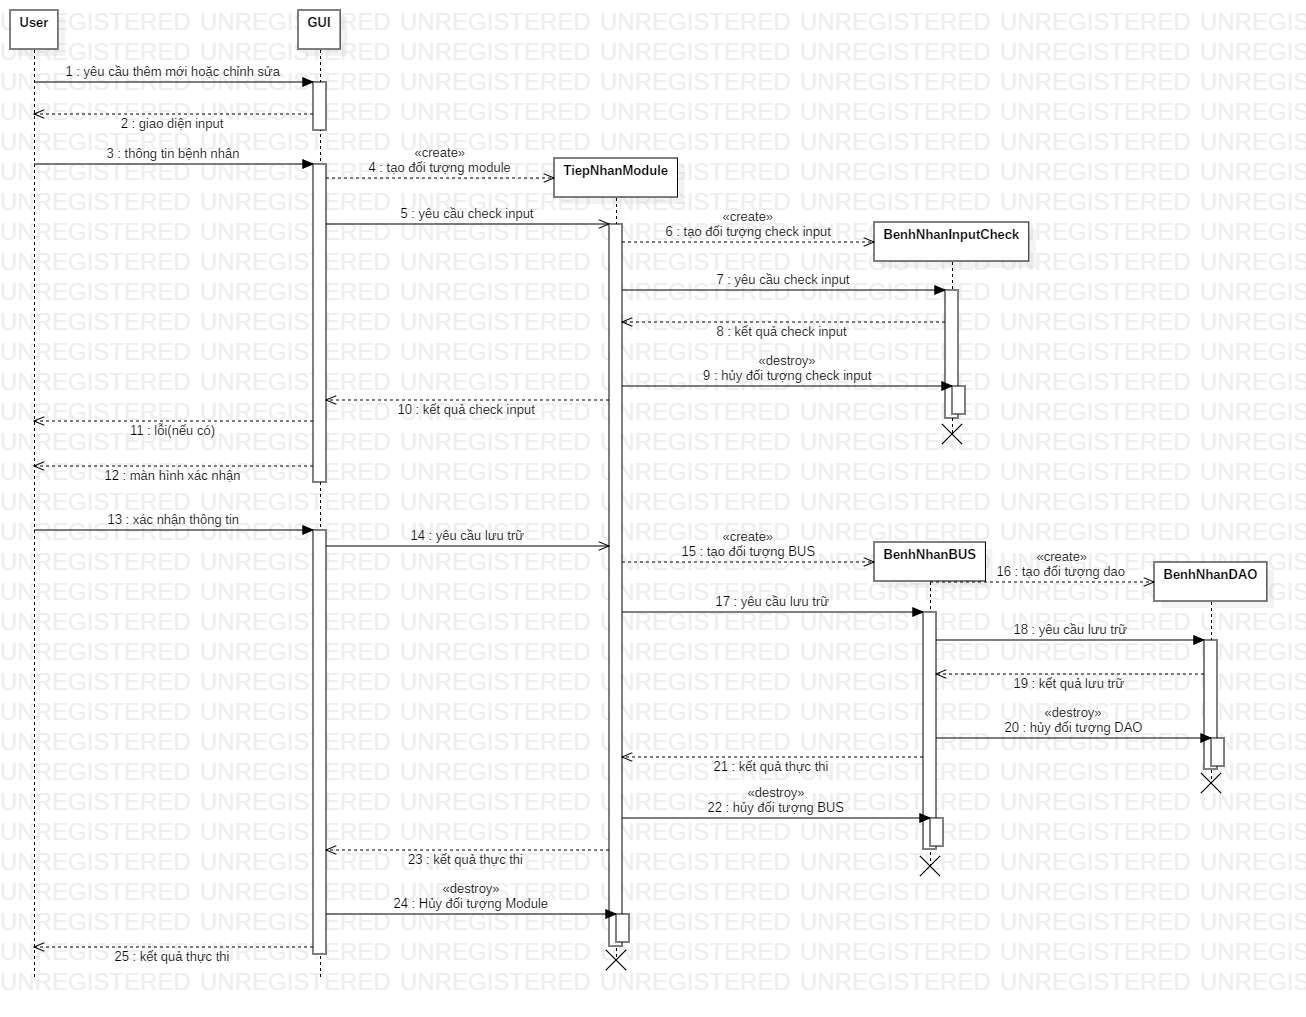 User
GUI
1 : yêu cầu thêm mới hoặc chỉnh sửa
2 : giao diện input
3 : thông tin bệnh nhân
«create»
4 : tạo đối tượng module
TiepNhanModule
5 : yêu cầu check input
«create»
6 : tạo đối tượng check input
BenhNhanInputCheck
7 : yêu cầu check input
8 : kết quả check input
«destroy»
9 : hủy đối tượng check input
10 : kết quả check input
11 : lỗi(nếu có)
12 : màn hình xác nhận
13 : xác nhận thông tin
14 : yêu cầu lưu trữ
«create»
15 : tạo đối tượng BUS
BenhNhanBUS
«create»
16 : tạo đối tượng dao
BenhNhanDAO
17 : yêu cầu lưu trữ
18 : yêu cầu lưu trữ
19 : kết quả lưu trữ
«destroy»
20 : hủy đối tượng DAO
21 : kết quả thực thi
«destroy»
22 : hủy đối tượng BUS
23 : kết quả thực thi
«destroy»
24 : Hủy đối tượng Module
25 : kết quả thực thi
UNREGISTERED